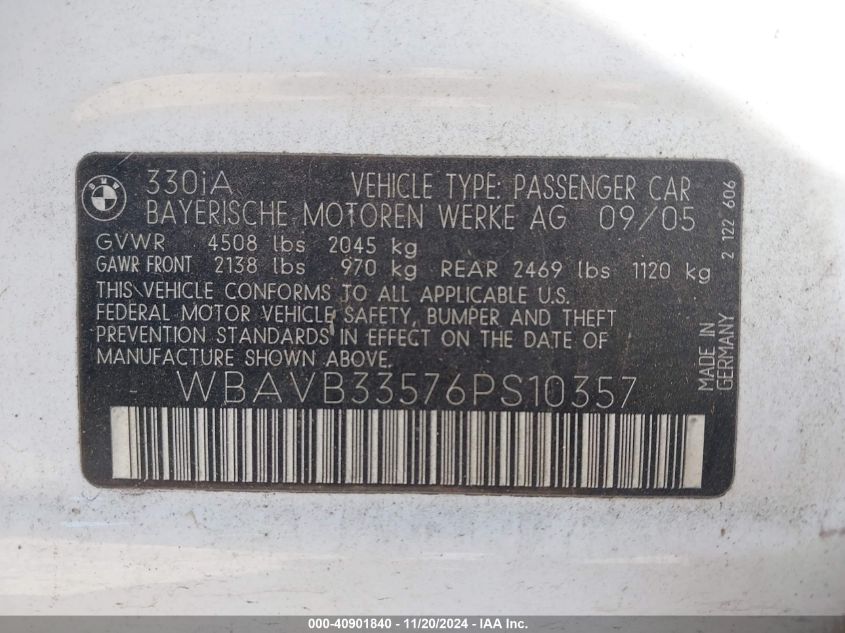 BMW
330iA VEHICLE TYPE: PASSENGER CAR
BAYERISCHE MOTOREN WERKE AG 09/05
GVWR 4508 lbs 2045 kg
GAWR FRONT 2138 lbs 970 kg REAR 2469 lbs 1120 kg
THIS VEHICLE CONFORMS TO ALL APPLICABLE U.S.
FEDERAL MOTOR VEHICLE SAFETY, BUMPER AND THEFT
PREVENTION STANDARDS IN EFFECT ON THE DATE OF
MANUFACTURE SHOWN ABOVE.
WBAVB33576PS10357
MADE IN
GERMANY
2 122 606
000-40901840 - 11/20/2024 - IAA Inc.